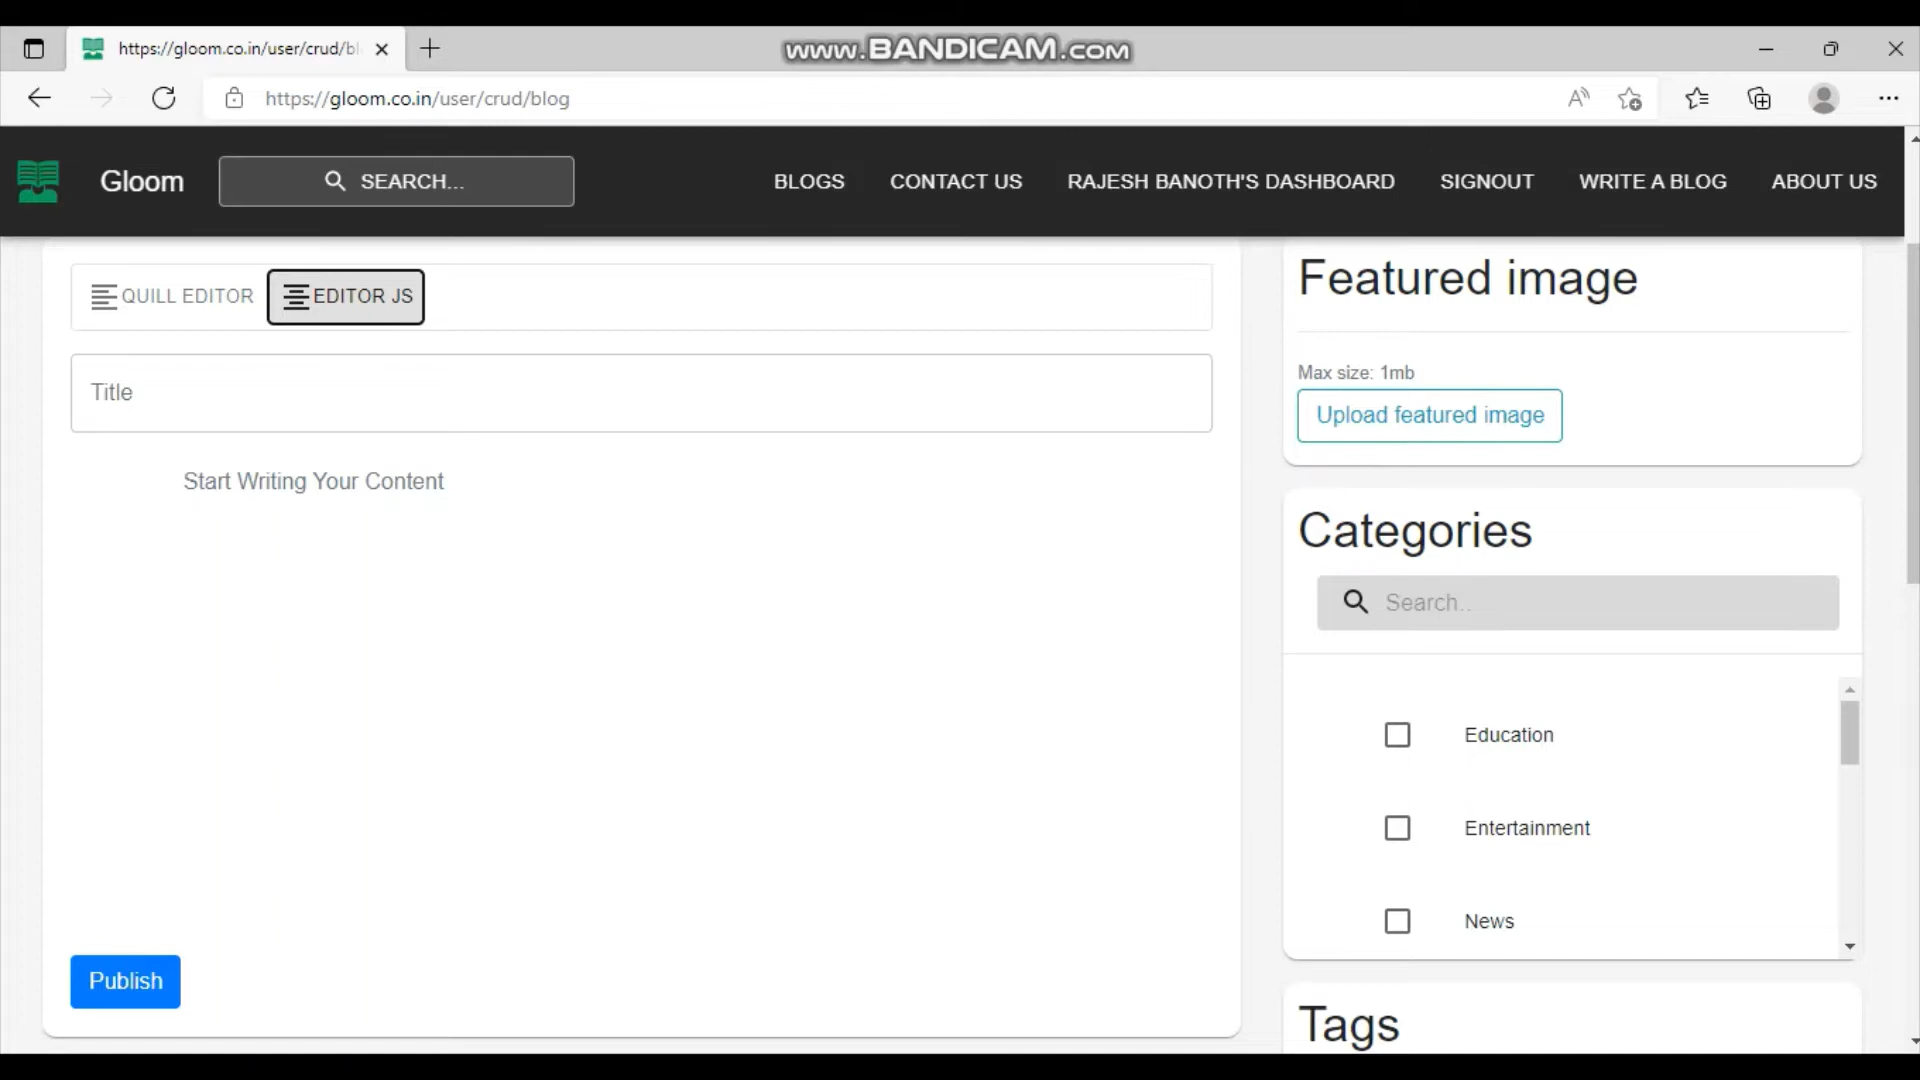 https://gloom.co.in/user/crud/bl
www.BANDICAM.com
https://gloom.co.in/user/crud/blog
Gloom
SEARCH...
BLOGS
CONTACT US
RAJESH BANOTH'S DASHBOARD
SIGNOUT
WRITE A BLOG
ABOUT US
QUILL EDITOR
EDITOR JS
Title
Start Writing Your Content
Publish
Featured image
Max size: 1mb
Upload featured image
Categories
Search..
Education
Entertainment
News
Tags